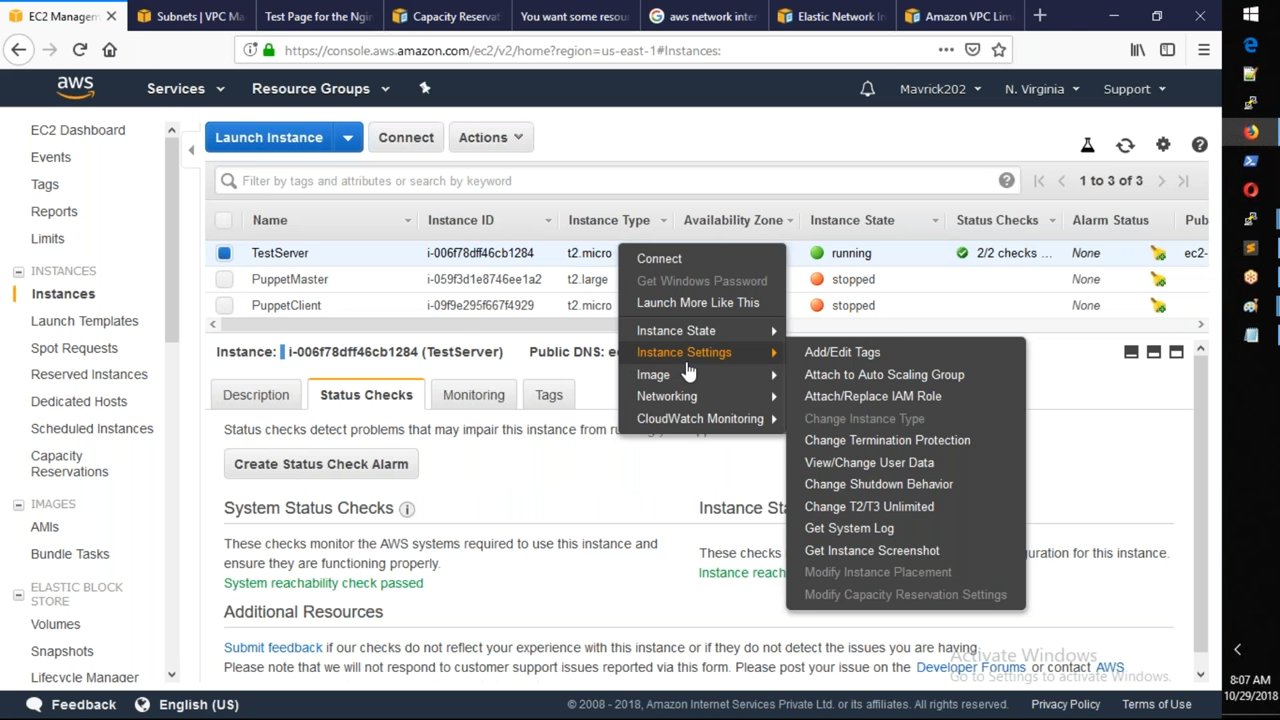 EC2 Managem
Subnets | VPC Ma
Test Page for the Ngi
Capacity Reservat
You want some resou
aws network inter
Elastic Network In
Amazon VPC Lim
https://console.aws.amazon.com/ec2/v2/home?region=us-east-1#Instances:
aws
Services
Resource Groups
Mavrick202
N. Virginia
Support
EC2 Dashboard
Events
Tags
Reports
Limits
INSTANCES
Instances
Launch Templates
Spot Requests
Reserved Instances
Dedicated Hosts
Scheduled Instances
Capacity
Reservations
IMAGES
AMIs
Bundle Tasks
ELASTIC BLOCK
STORE
Volumes
Snapshots
Lifecycle Manager
Launch Instance
Connect
Actions
Filter by tags and attributes or search by keyword
1 to 3 of 3
Name Instance ID Instance Type Availability Zone Instance State Status Checks Alarm Status Pub
TestServer i-006f78dff46cb1284 t2.micro running 2/2 checks ... None ec2-
PuppetMaster i-059f3d1e8746ee1a2 t2.large stopped None
PuppetClient i-09f9e295f667f4929 t2.micro stopped None
Connect
Get Windows Password
Launch More Like This
Instance State
Instance Settings
Image
Networking
CloudWatch Monitoring
Add/Edit Tags
Attach to Auto Scaling Group
Attach/Replace IAM Role
Change Instance Type
Change Termination Protection
View/Change User Data
Change Shutdown Behavior
Change T2/T3 Unlimited
Get System Log
Get Instance Screenshot
Modify Instance Placement
Modify Capacity Reservation Settings
Instance: i-006f78dff46cb1284 (TestServer) Public DNS:
Description
Status Checks
Monitoring
Tags
Status checks detect problems that may impair this instance from
Create Status Check Alarm
System Status Checks
These checks monitor the AWS systems required to use this instance and
ensure they are functioning properly.
System reachability check passed
Instance Sta
These checks
uration for this instance.
Instance reach
Additional Resources
Submit feedback if our checks do not reflect your experience with this instance or if they do not detect the issues you are having.
Please note that we will not respond to customer support issues reported via this form. Please post your issue on the Developer Forums or contact AWS
Activate Windows
Go to Settings to activate Windows.
Feedback
English (US)
© 2008 - 2018, Amazon Internet Services Private Ltd. or its affiliates. All rights reserved.
Privacy Policy
Terms of Use
8:07 AM
10/29/2018